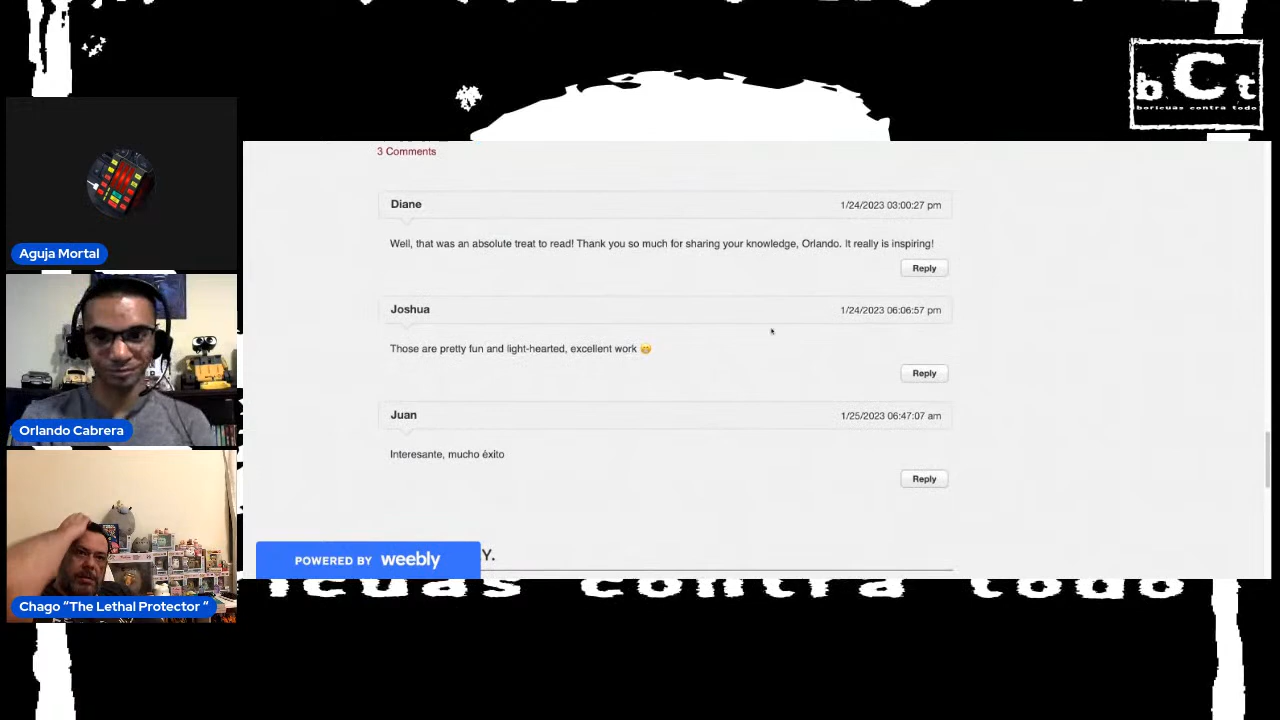 bCt
boricuas contra todo
3 Comments
Diane
1/24/2023 03:00:27 pm
Well, that was an absolute treat to read! Thank you so much for sharing your knowledge, Orlando. It really is inspiring!
Reply
Joshua
1/24/2023 06:06:57 pm
Those are pretty fun and light-hearted, excellent work 🤭
Reply
Juan
1/25/2023 06:47:07 am
Interesante, mucho éxito
Reply
POWERED BY weebly
Y.
icuas contra todo
Aguja Mortal
Orlando Cabrera
Chago “The Lethal Protector “